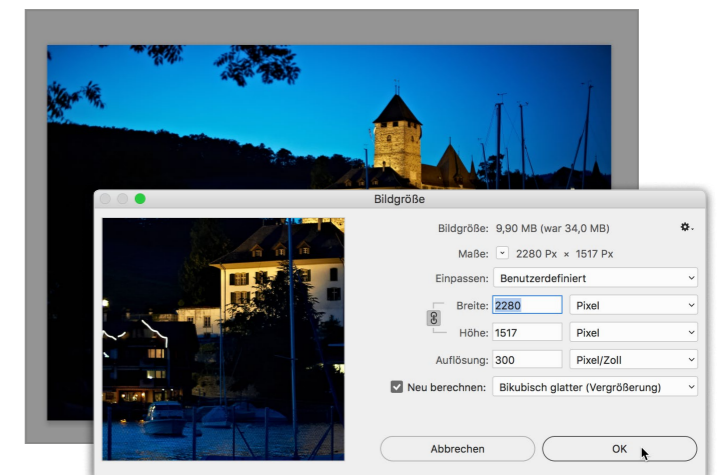 Bildgröße
Bildgröße: 9,90 MB (war 34,0 MB)
Maße: 2280 Px × 1517 Px
Einpassen: Benutzerdefiniert
Breite: 2280 Pixel
Höhe: 1517 Pixel
Auflösung: 300 Pixel/Zoll
Neu berechnen: Bikubisch glatter (Vergrößerung)
Abbrechen OK